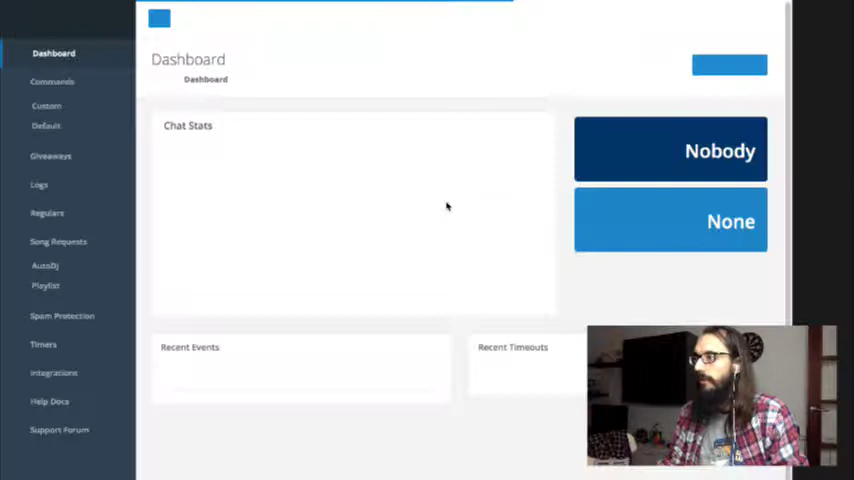 Dashboard
Commands
Custom
Default
Giveaways
Logs
Regulars
Song Requests
AutoDj
Playlist
Spam Protection
Timers
Integrations
Help Docs
Support Forum
Dashboard
Dashboard
Chat Stats
Nobody
None
Recent Events
Recent Timeouts